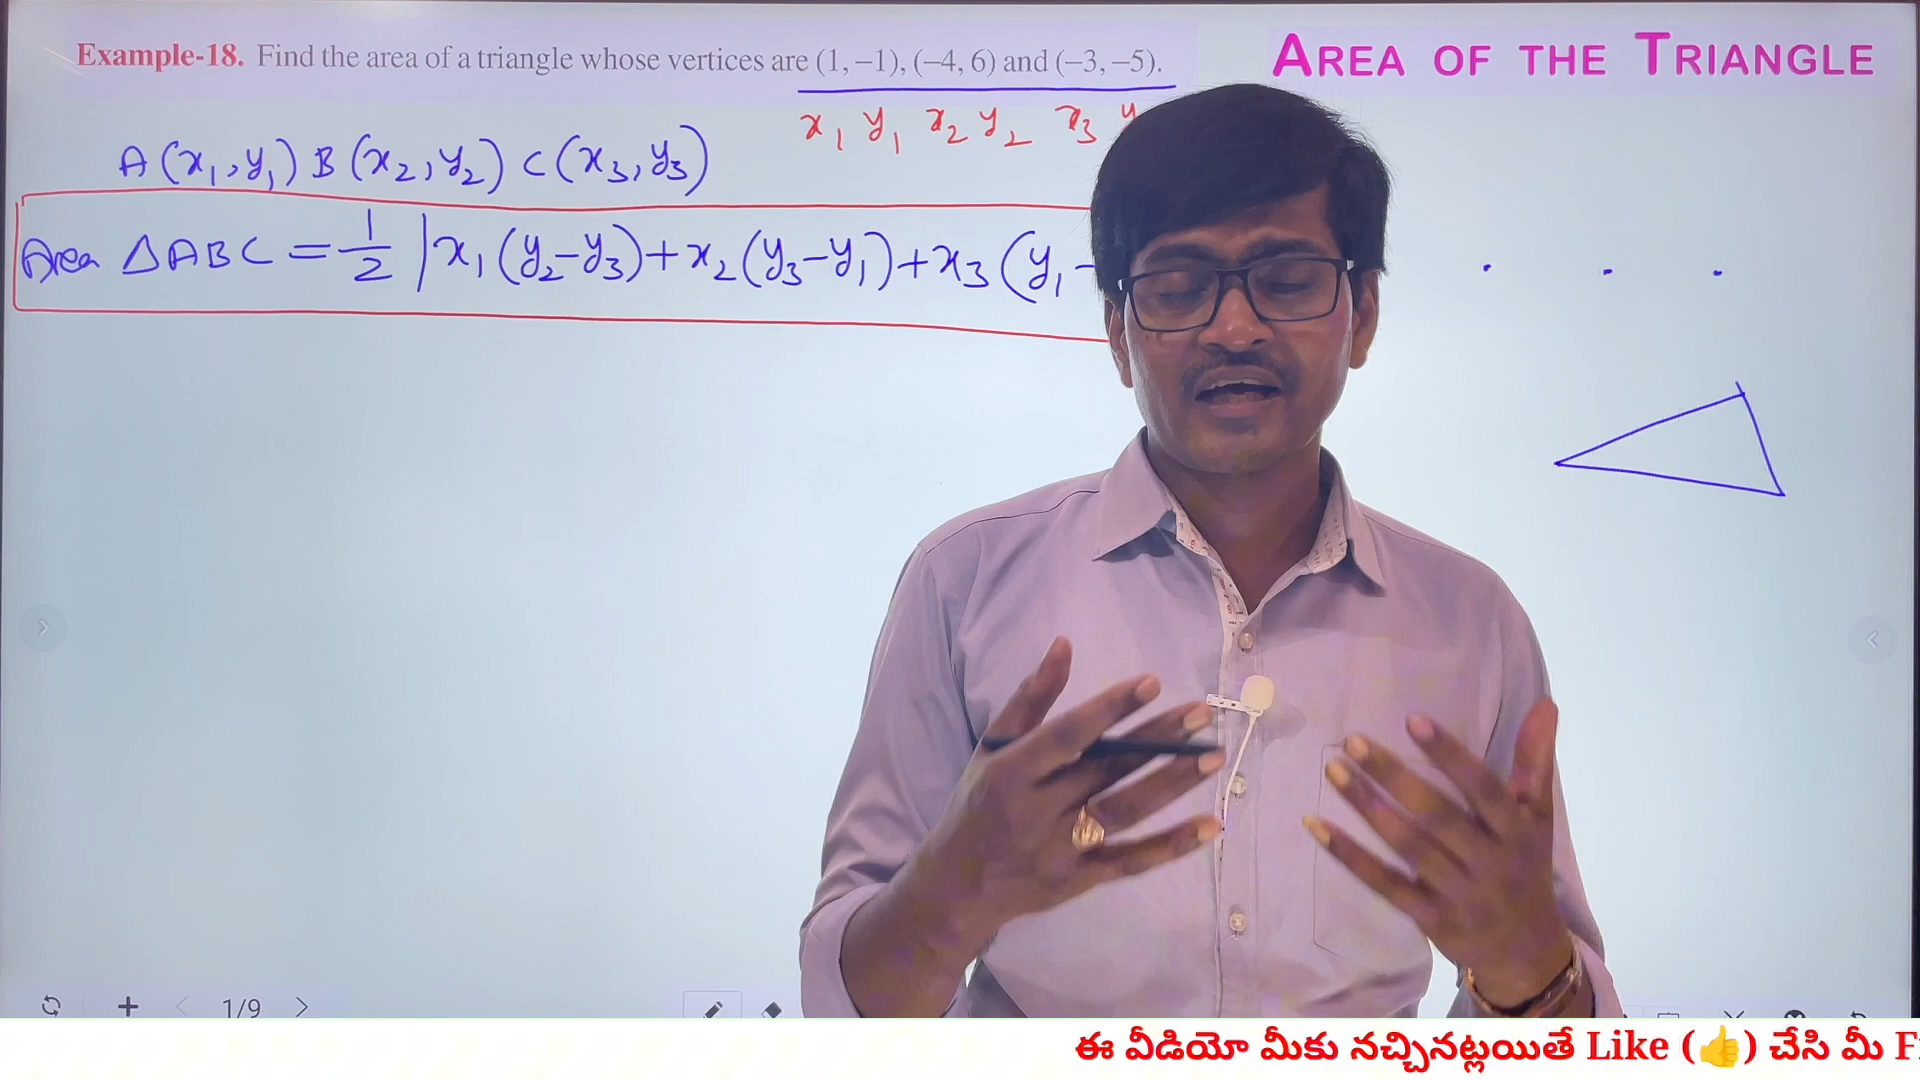 Example-18. Find the area of a triangle whose vertices are (1, −1), (−4, 6) and (−3, −5).
AREA OF THE TRIANGLE
x₁ y₁ x₂ y₂ x₃ y
A(x₁, y₁) B(x₂, y₂) C(x₃, y₃)
Area △ABC = 1/2 |x₁(y₂−y₃)+x₂(y₃−y₁)+x₃(y₁−
1/9
ఈ వీడియో మీకు నచ్చినట్లయితే Like (👍) చేసి మీ F